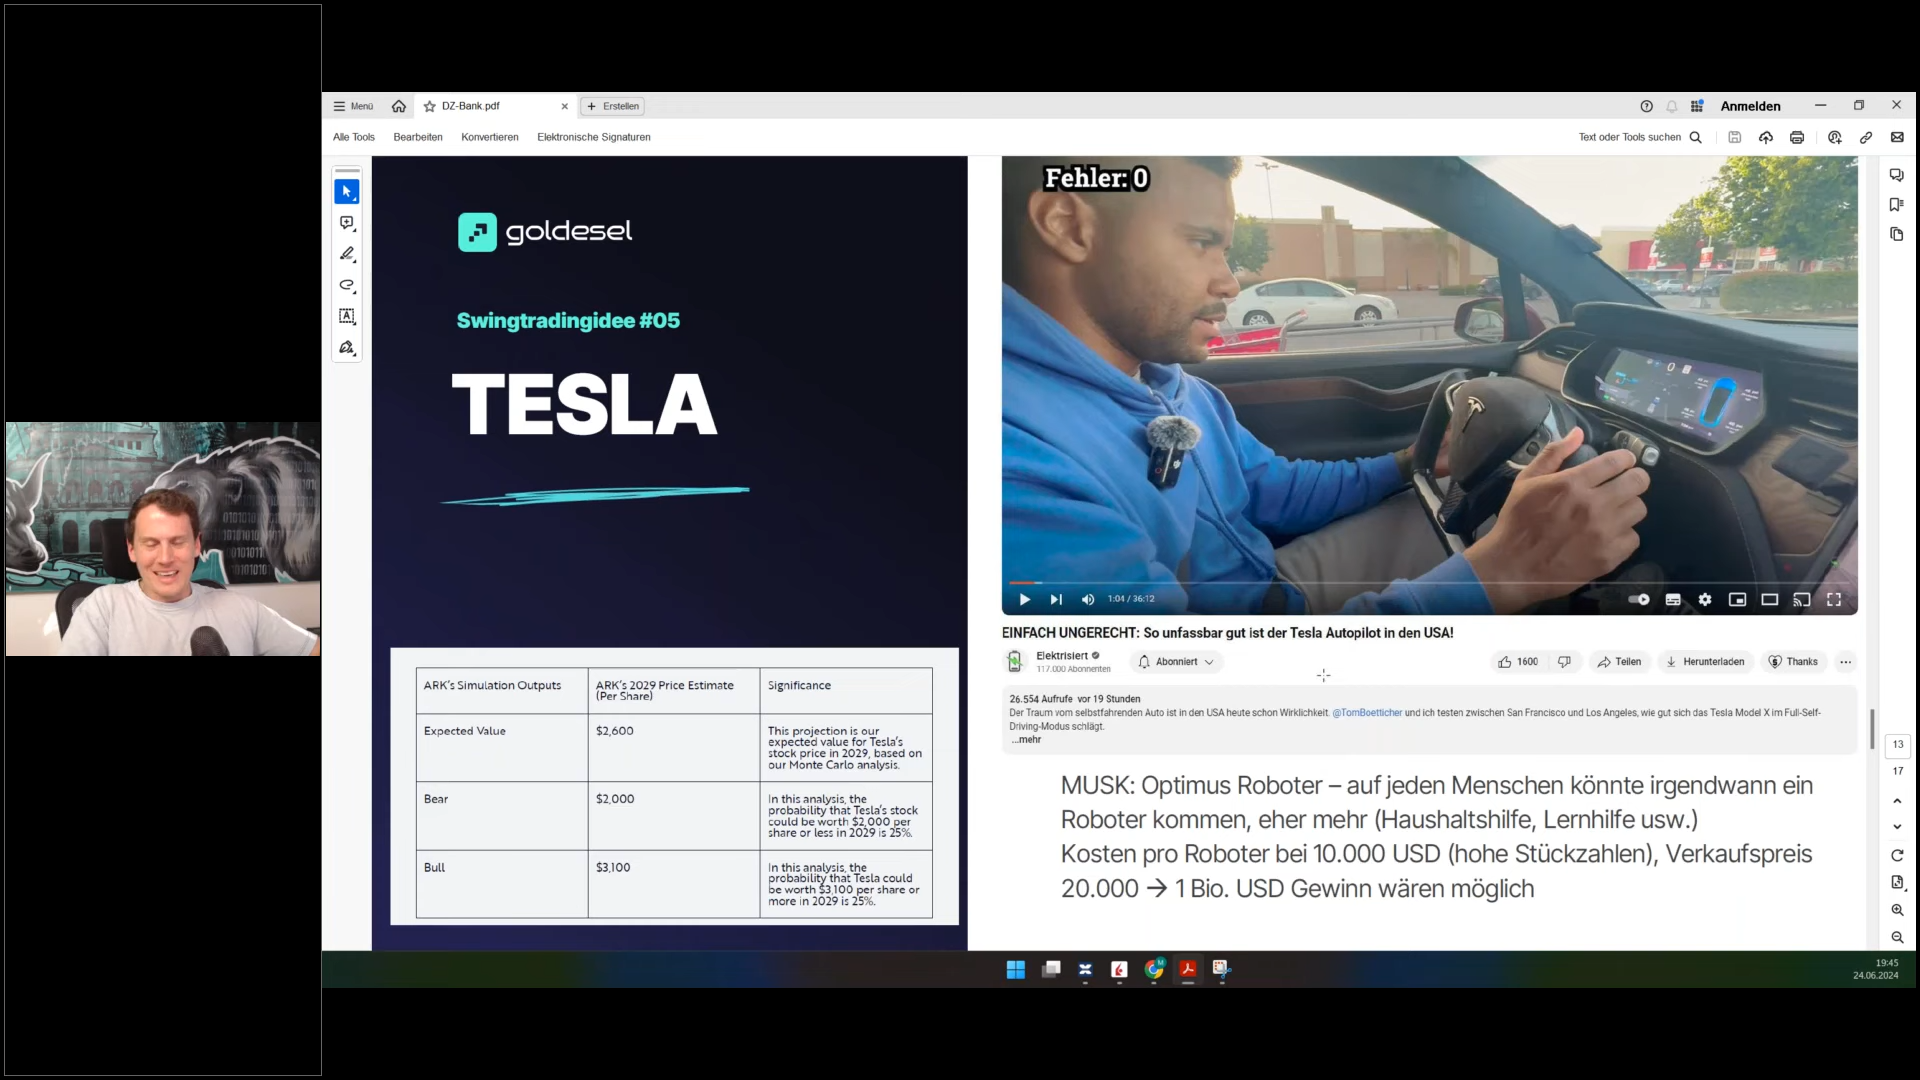 Menü
DZ-Bank.pdf
Erstellen
Anmelden
Alle Tools
Bearbeiten
Konvertieren
Elektronische Signaturen
Text oder Tools suchen
goldesel
Swingtradingidee #05
TESLA
ARK's Simulation Outputs
ARK's 2029 Price Estimate
(Per Share)
Significance
Expected Value
$2,600
This projection is our
expected value for Tesla's
stock price in 2029, based on
our Monte Carlo analysis.
Bear
$2,000
In this analysis, the
probability that Tesla's stock
could be worth $2,000 per
share or less in 2029 is 25%.
Bull
$3,100
In this analysis, the
probability that Tesla could
be worth $3,100 per share or
more in 2029 is 25%.
Fehler: 0
1:04 / 36:12
EINFACH UNGERECHT: So unfassbar gut ist der Tesla Autopilot in den USA!
Elektrisiert
117.000 Abonnenten
Abonniert
1600
Teilen
Herunterladen
Thanks
26.554 Aufrufe vor 19 Stunden
Der Traum vom selbstfahrenden Auto ist in den USA heute schon Wirklichkeit. @TomBoetticher und ich testen zwischen San Francisco und Los Angeles, wie gut sich das Tesla Model X im Full-Self-
Driving-Modus schlägt.
...mehr
MUSK: Optimus Roboter – auf jeden Menschen könnte irgendwann ein
Roboter kommen, eher mehr (Haushaltshilfe, Lernhilfe usw.)
Kosten pro Roboter bei 10.000 USD (hohe Stückzahlen), Verkaufspreis
20.000 → 1 Bio. USD Gewinn wären möglich
13
17
19:45
24.06.2024